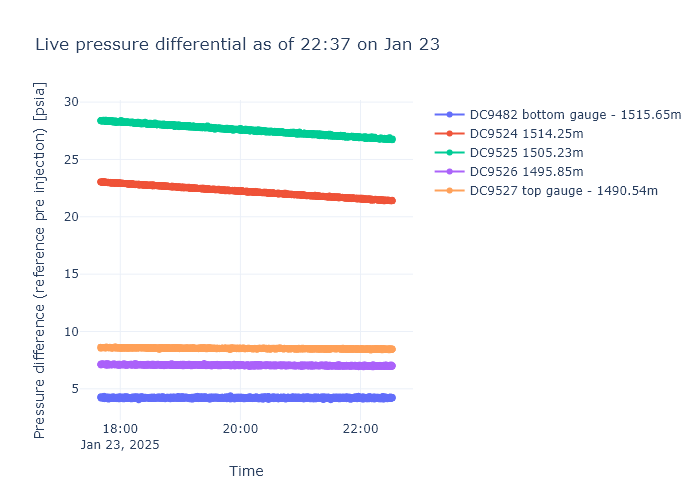 Live pressure differential as of 22:37 on Jan 23
Pressure difference (reference pre injection) [psia]
30
25
20
15
10
5
18:00
Jan 23, 2025
20:00
22:00
Time
DC9482 bottom gauge - 1515.65m
DC9524 1514.25m
DC9525 1505.23m
DC9526 1495.85m
DC9527 top gauge - 1490.54m